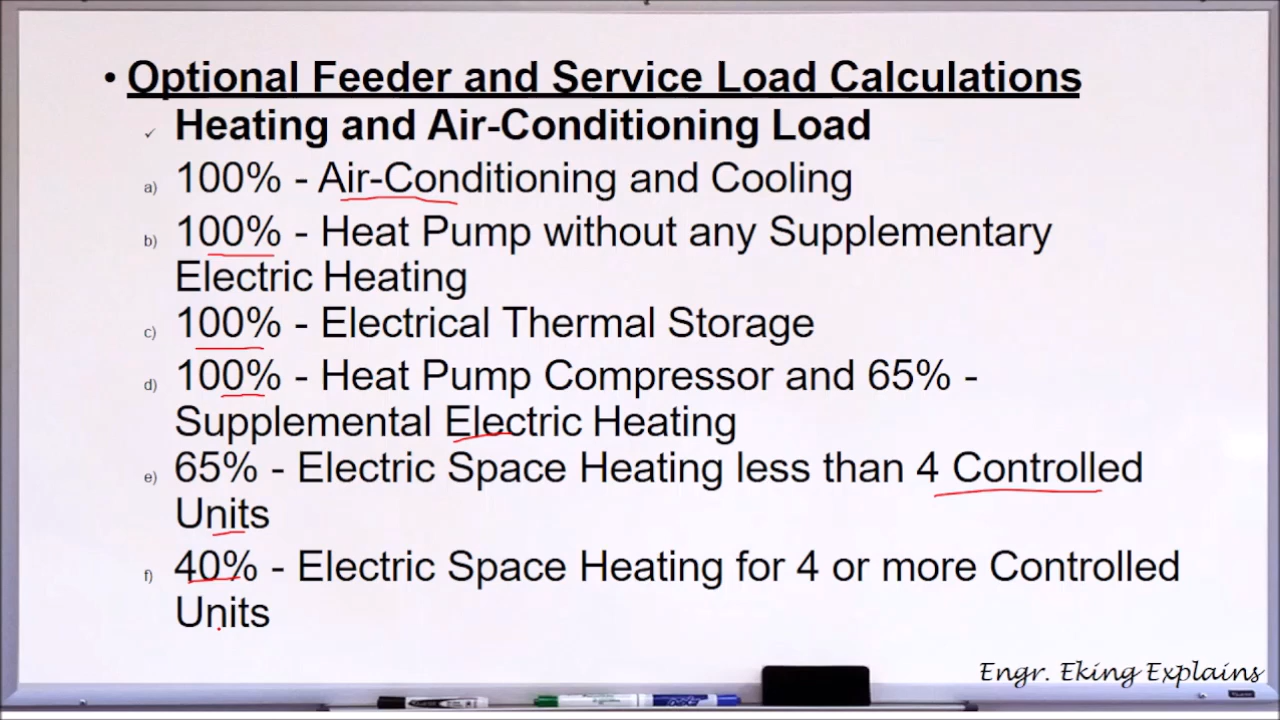 • Optional Feeder and Service Load Calculations
✓ Heating and Air-Conditioning Load
a) 100% - Air-Conditioning and Cooling
b) 100% - Heat Pump without any Supplementary
Electric Heating
c) 100% - Electrical Thermal Storage
d) 100% - Heat Pump Compressor and 65% -
Supplemental Electric Heating
e) 65% - Electric Space Heating less than 4 Controlled
Units
f) 40% - Electric Space Heating for 4 or more Controlled
Units
Engr. Eking Explains